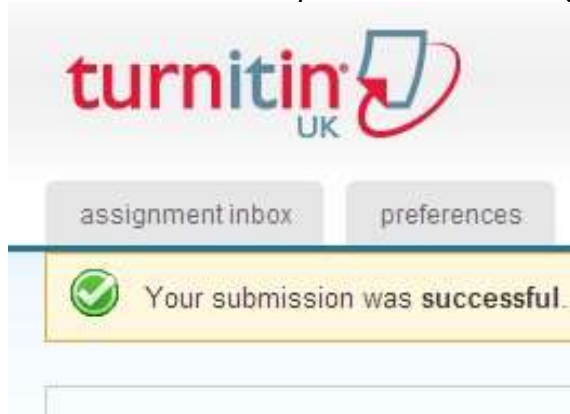 turnitin
UK
assignment inbox preferences
Your submission was successful.